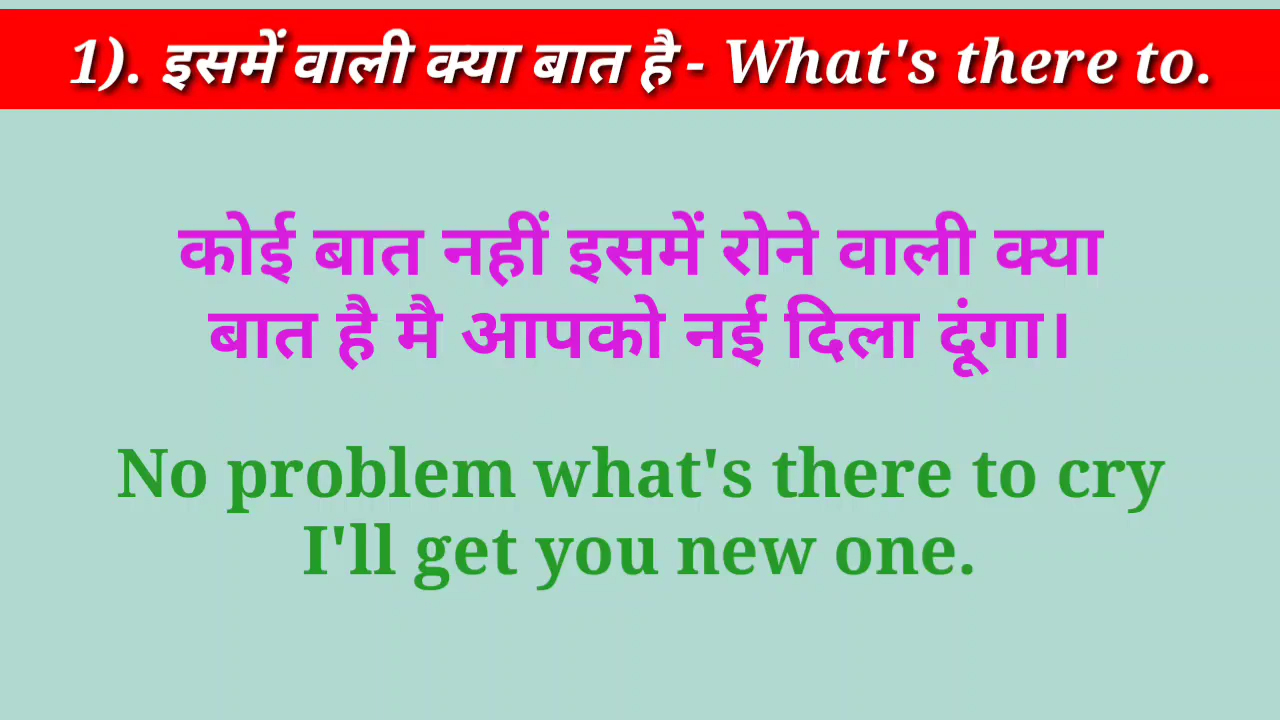 1). इसमें वाली क्या बात है - What's there to.
कोई बात नहीं इसमें रोने वाली क्या
बात है मै आपको नई दिला दूंगा।
No problem what's there to cry
I'll get you new one.